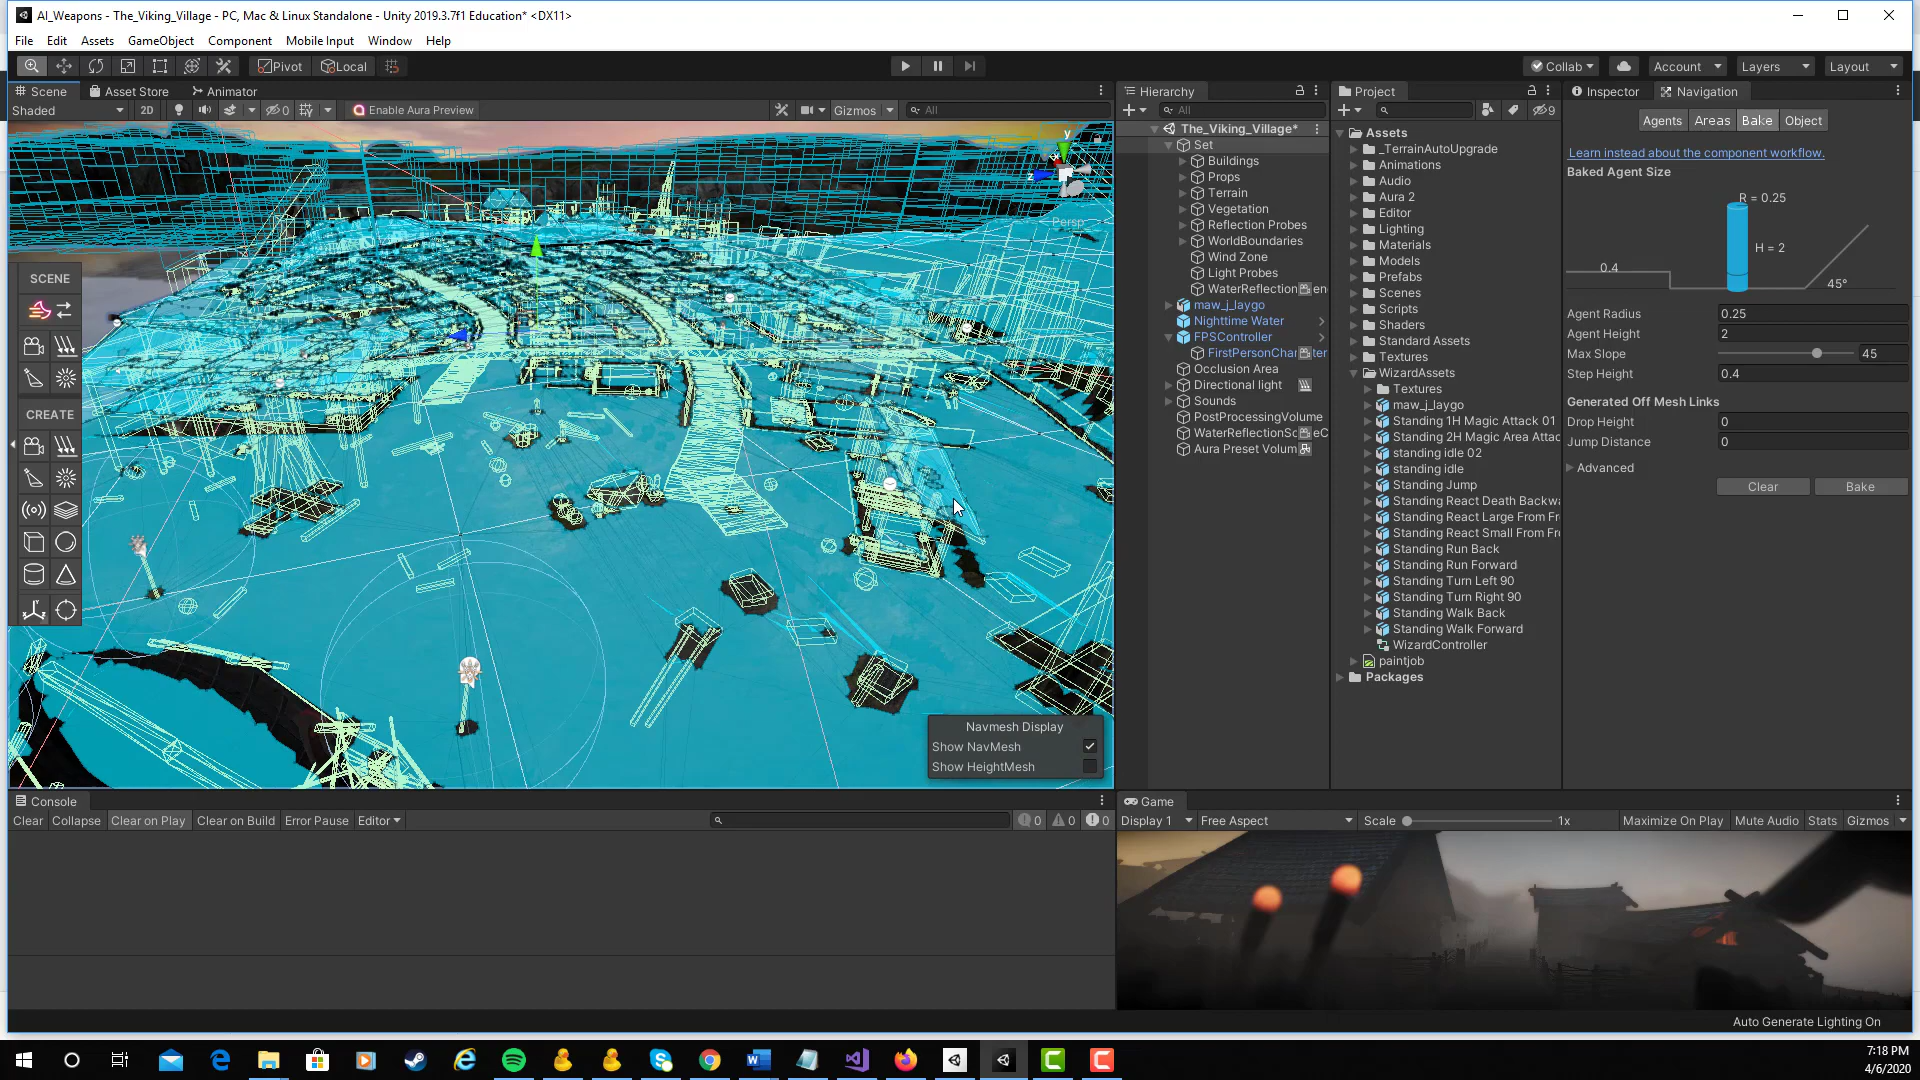 AI_Weapons - The_Viking_Village - PC, Mac & Linux Standalone - Unity 2019.3.7f1 Education* <DX11>
File Edit Assets GameObject Component Mobile Input Window Help
Pivot Local Collab Account Layers Layout
Scene Asset Store Animator
Shaded 2D 0 Enable Aura Preview Gizmos All
y
z
Persp
SCENE
CREATE
Navmesh Display
Show NavMesh
Show HeightMesh
Hierarchy
All
The_Viking_Village*
Set
Buildings
Props
Terrain
Vegetation
Reflection Probes
WorldBoundaries
Wind Zone
Light Probes
WaterReflection
maw_j_laygo
Nighttime Water
FPSController
FirstPersonChar ter
Occlusion Area
Directional light
Sounds
PostProcessingVolume
WaterReflectionSc eC
Aura Preset Volum
Project
9
Assets
_TerrainAutoUpgrade
Animations
Audio
Aura 2
Editor
Lighting
Materials
Models
Prefabs
Scenes
Scripts
Shaders
Standard Assets
Textures
WizardAssets
Textures
maw_j_laygo
Standing 1H Magic Attack 01
Standing 2H Magic Area Attac
standing idle 02
standing idle
Standing Jump
Standing React Death Backwa
Standing React Large From Fr
Standing React Small From Fr
Standing Run Back
Standing Run Forward
Standing Turn Left 90
Standing Turn Right 90
Standing Walk Back
Standing Walk Forward
WizardController
paintjob
Packages
Inspector Navigation
Agents Areas Bake Object
Learn instead about the component workflow.
Baked Agent Size
R = 0.25
H = 2
0.4
45°
Agent Radius 0.25
Agent Height 2
Max Slope 45
Step Height 0.4
Generated Off Mesh Links
Drop Height 0
Jump Distance 0
Advanced
Clear Bake
Console
Clear Collapse Clear on Play Clear on Build Error Pause Editor 0 0 0
Game
Display 1 Free Aspect Scale 1x Maximize On Play Mute Audio Stats Gizmos
Auto Generate Lighting On
7:18 PM
4/6/2020